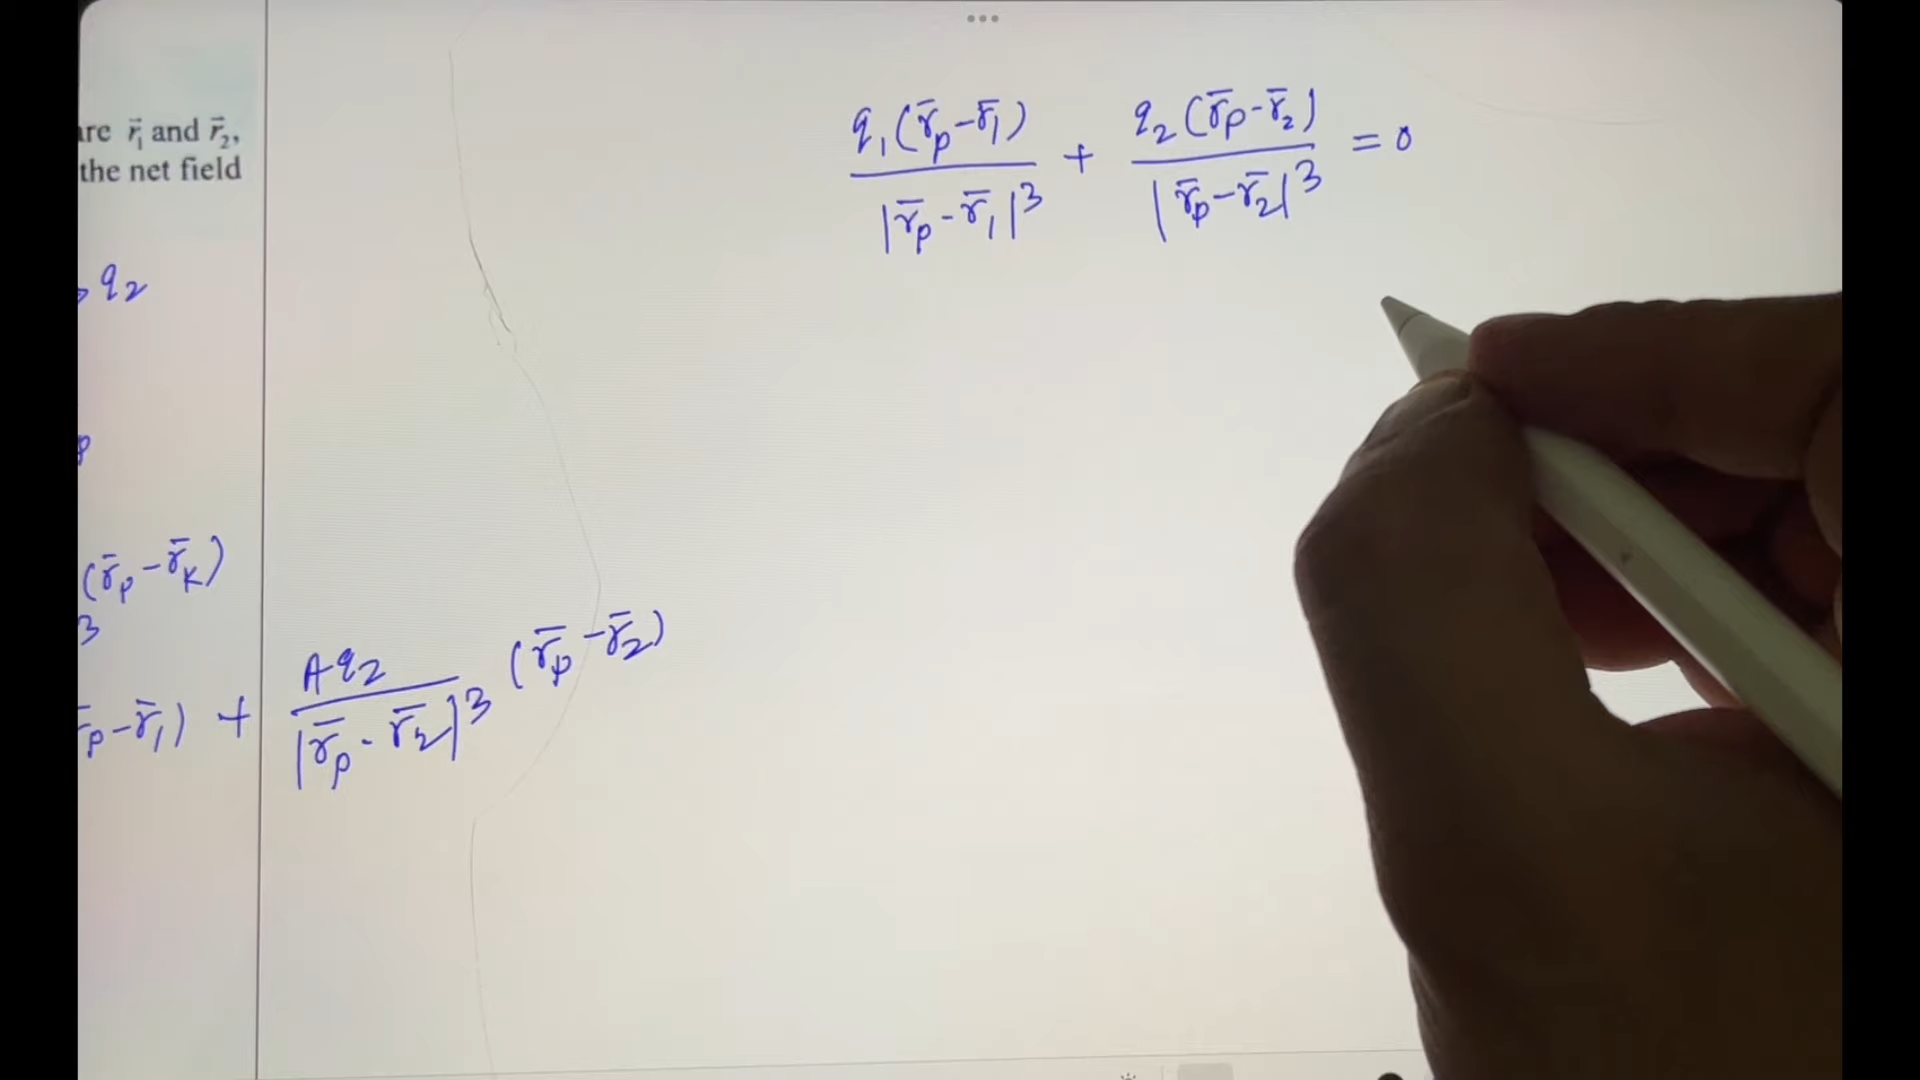 are r⃗₁ and r⃗₂,
the net field
q₂
p
(r̄p − r̄k)
3
r̄p − r̄₁) + Aq₂ / |r̄p − r̄₂|³ (r̄p − r̄₂)
q₁(r̄p − r̄₁) / |r̄p − r̄₁|³ + q₂(r̄p − r̄₂) / |r̄p − r̄₂|³ = 0